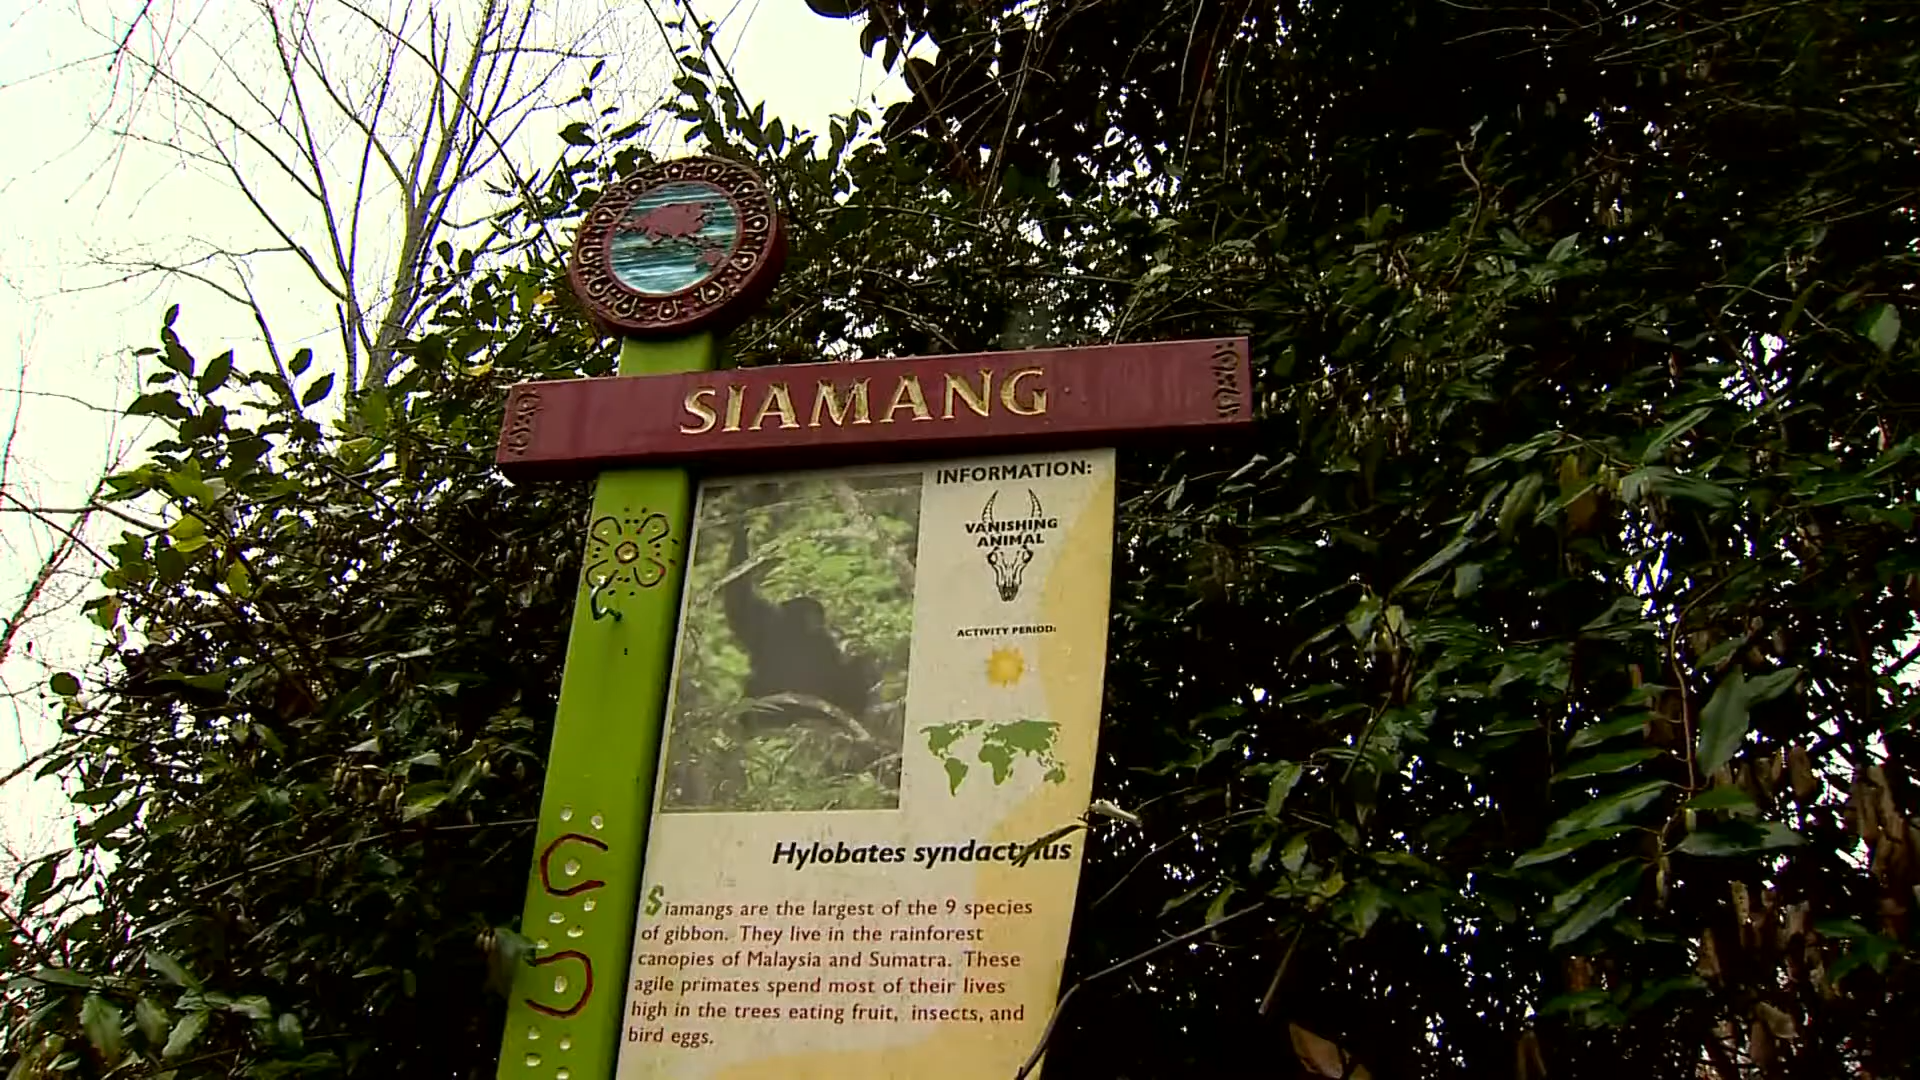 SIAMANG
INFORMATION:
VANISHING
ANIMAL
ACTIVITY PERIOD:
Hylobates syndactylus
Siamangs are the largest of the 9 species
of gibbon. They live in the rainforest
canopies of Malaysia and Sumatra. These
agile primates spend most of their lives
high in the trees eating fruit, insects, and
bird eggs.